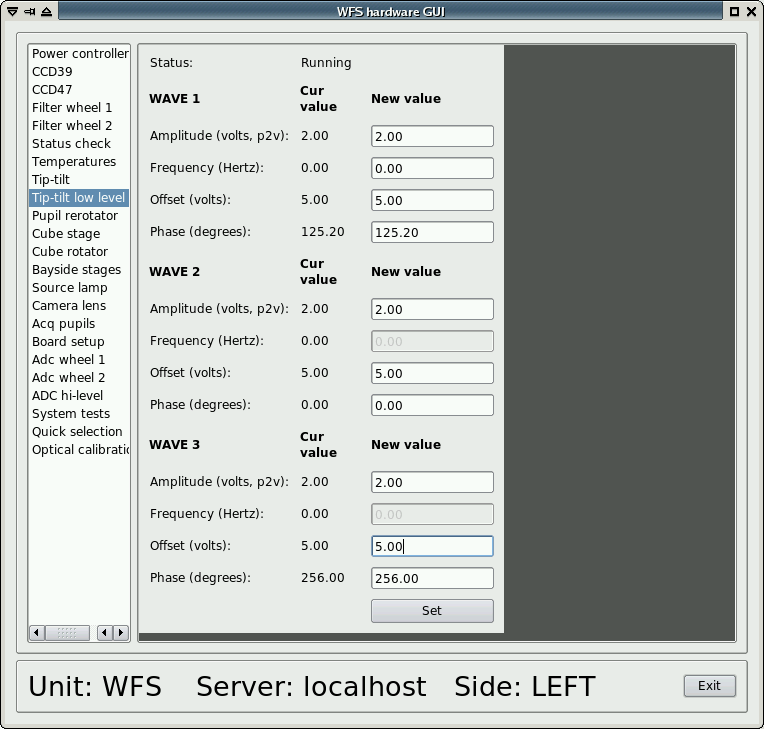 WFS hardware GUI
Power controller
CCD39
CCD47
Filter wheel 1
Filter wheel 2
Status check
Temperatures
Tip-tilt
Tip-tilt low level
Pupil rerotator
Cube stage
Cube rotator
Bayside stages
Source lamp
Camera lens
Acq pupils
Board setup
Adc wheel 1
Adc wheel 2
ADC hi-level
System tests
Quick selection
Optical calibratio
Status: Running
WAVE 1 Cur value New value
Amplitude (volts, p2v): 2.00 2.00
Frequency (Hertz): 0.00 0.00
Offset (volts): 5.00 5.00
Phase (degrees): 125.20 125.20
WAVE 2 Cur value New value
Amplitude (volts, p2v): 2.00 2.00
Frequency (Hertz): 0.00 0.00
Offset (volts): 5.00 5.00
Phase (degrees): 0.00 0.00
WAVE 3 Cur value New value
Amplitude (volts, p2v): 2.00 2.00
Frequency (Hertz): 0.00 0.00
Offset (volts): 5.00 5.00
Phase (degrees): 256.00 256.00
Set
Unit: WFS Server: localhost Side: LEFT Exit